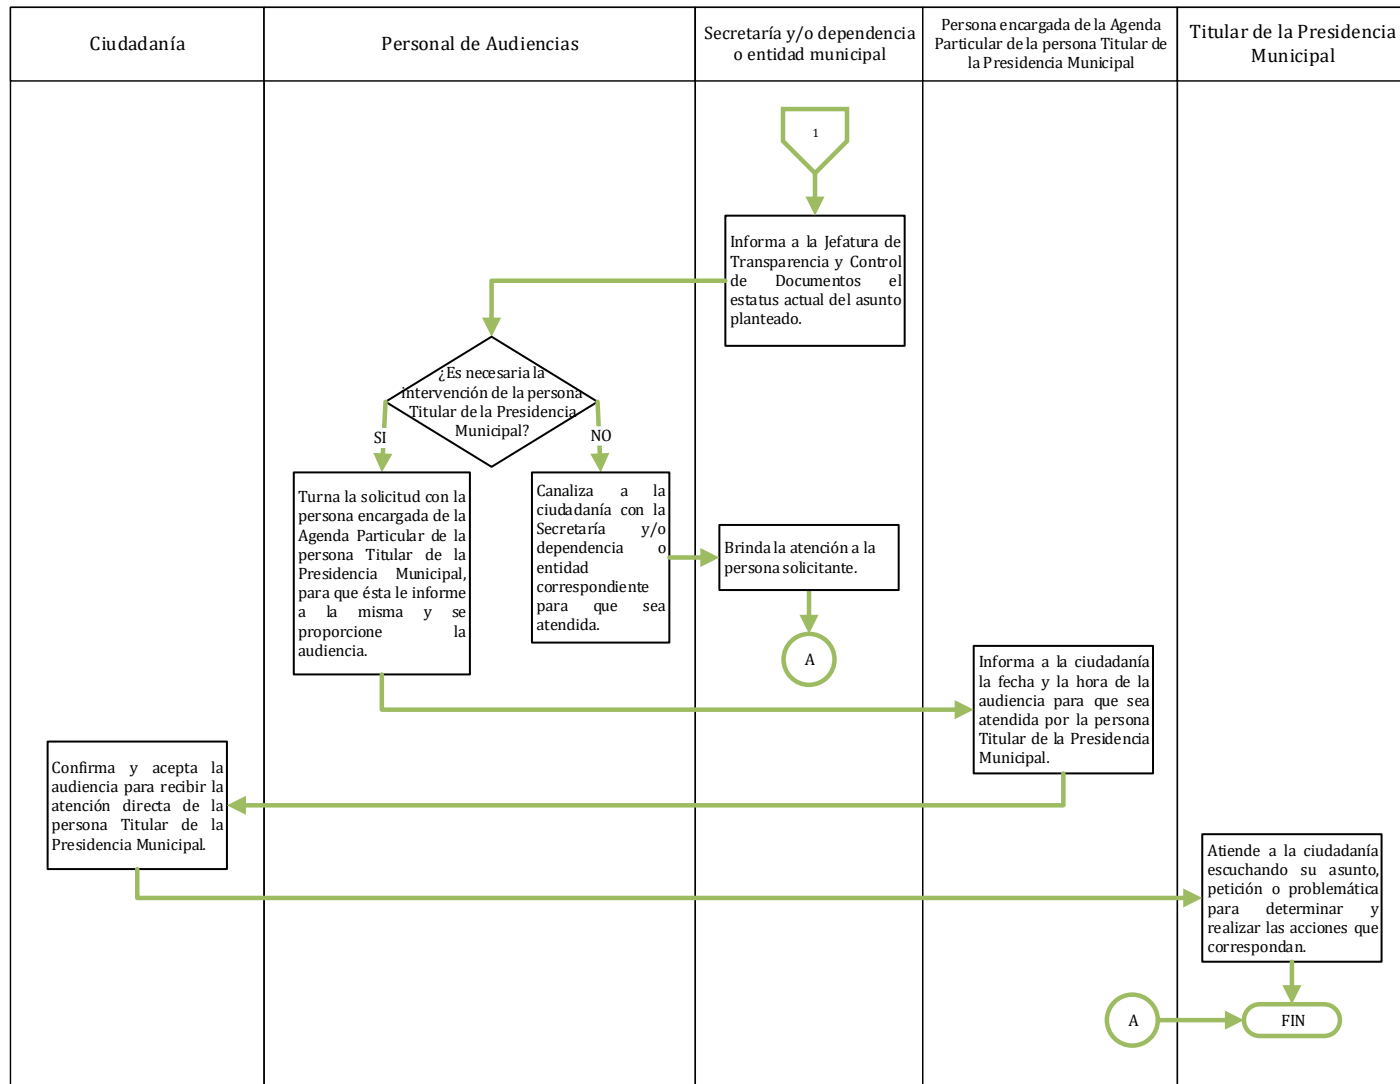 Ciudadanía
Personal de Audiencias
Secretaría y/o dependencia
o entidad municipal
Persona encargada de la Agenda
Particular de la persona Titular de
la Presidencia Municipal
Titular de la Presidencia
Municipal
1
Informa a la Jefatura de
Transparencia y Control
de Documentos el
estatus actual del asunto
planteado.
¿Es necesaria la
intervención de la persona
Titular de la Presidencia
Municipal?
SI
NO
Turna la solicitud con la
persona encargada de la
Agenda Particular de la
persona Titular de la
Presidencia Municipal,
para que ésta le informe
a la misma y se
proporcione la
audiencia.
Canaliza a la
ciudadanía con la
Secretaría y/o
dependencia o
entidad
correspondiente
para que sea
atendida.
Brinda la atención a la
persona solicitante.
A
Informa a la ciudadanía
la fecha y la hora de la
audiencia para que sea
atendida por la persona
Titular de la Presidencia
Municipal.
Confirma y acepta la
audiencia para recibir la
atención directa de la
persona Titular de la
Presidencia Municipal.
Atiende a la ciudadanía
escuchando su asunto,
petición o problemática
para determinar y
realizar las acciones que
correspondan.
A
FIN